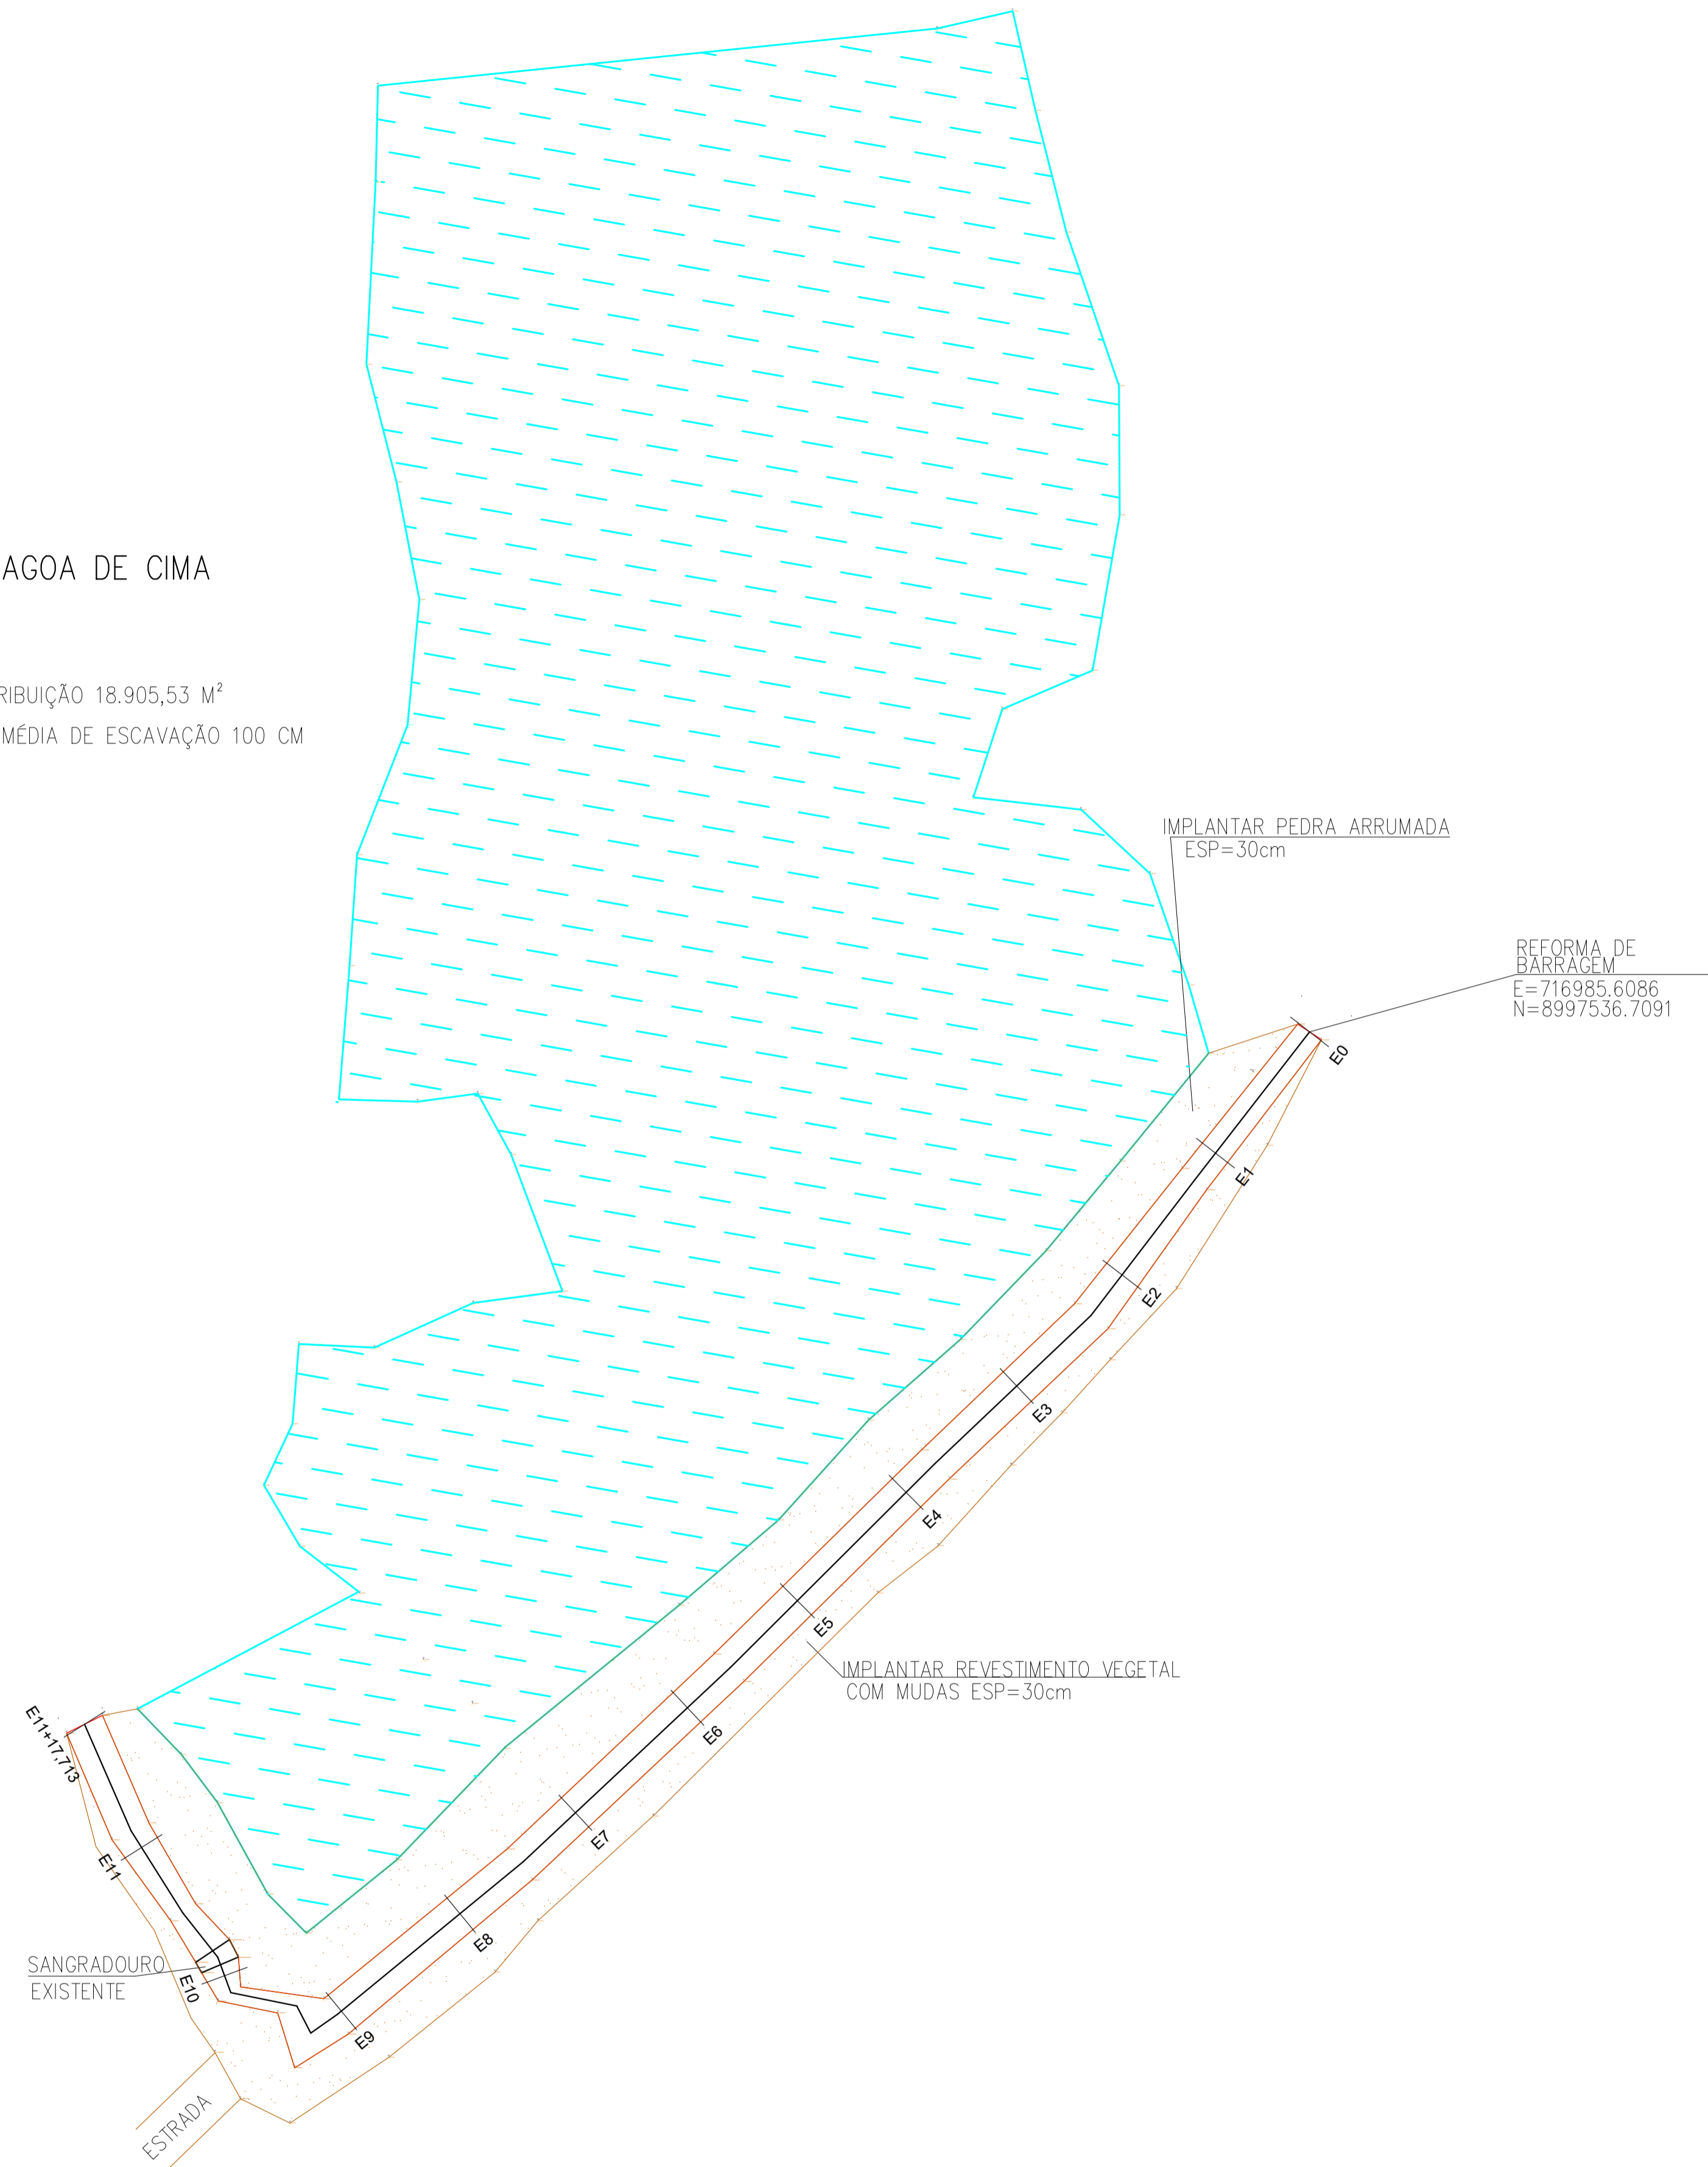 AGOA DE CIMA
RIBUIÇÃO 18.905,53 M²
MÉDIA DE ESCAVAÇÃO 100 CM
IMPLANTAR PEDRA ARRUMADA
ESP=30cm
REFORMA DE
BARRAGEM
E=716985.6086
N=8997536.7091
E0
E1
E2
E3
E4
E5
IMPLANTAR REVESTIMENTO VEGETAL
COM MUDAS ESP=30cm
E6
E7
E8
E9
E11+17,713
E11
SANGRADOURO
EXISTENTE
E10
ESTRADA